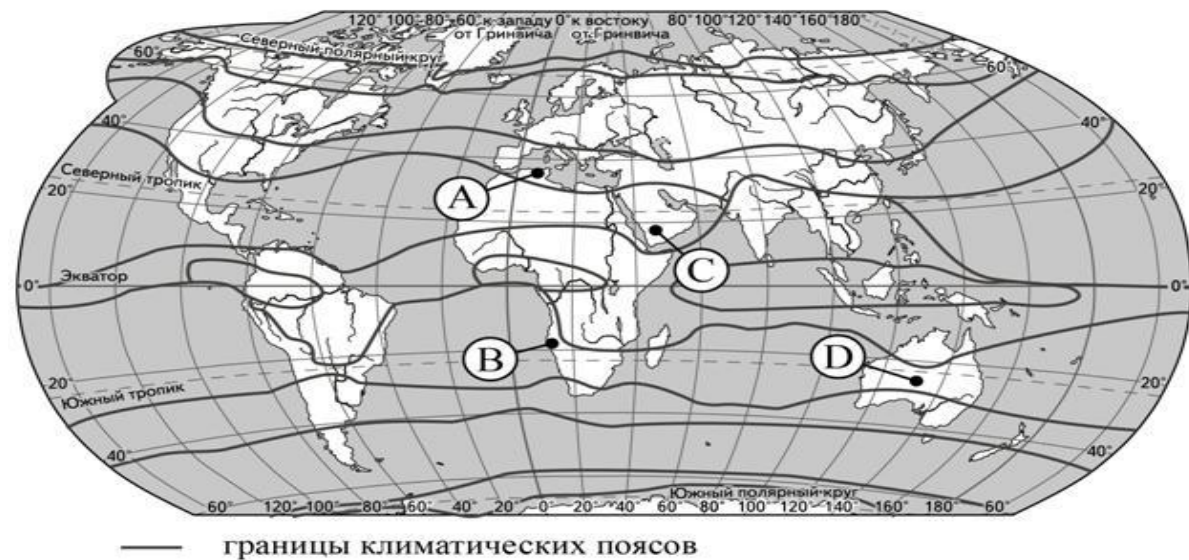 120° 100° 80° 60° к западу 0° к востоку 80° 100° 120° 140° 160° 180°
от Гринвича от Гринвича
Северный полярный круг
60° 60°
40° 40°
Северный тропик
20° 20°
A
C
Экватор
0° 0°
B
D
20° 20°
Южный тропик
40° 40°
Южный полярный круг
60° 120° 100° 80° 60° 40° 20° 0° 20° 40° 60° 80° 100° 120° 140° 160° 180° 60°
границы климатических поясов